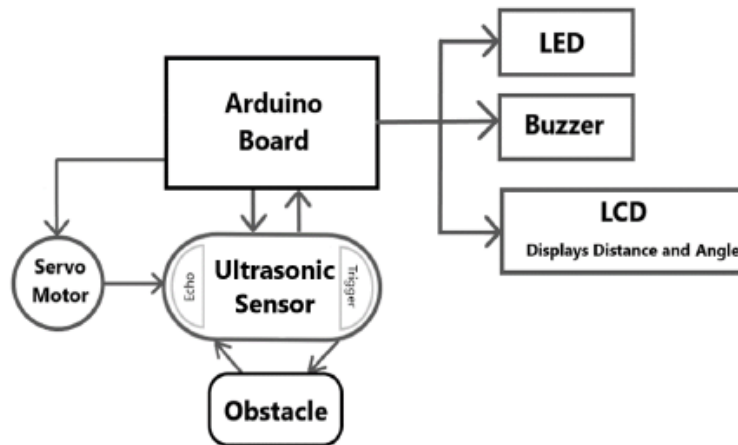 LED
Arduino
Board
Buzzer
LCD
Displays Distance and Angle
Servo
Motor
Echo
Ultrasonic
Sensor
Trigger
Obstacle